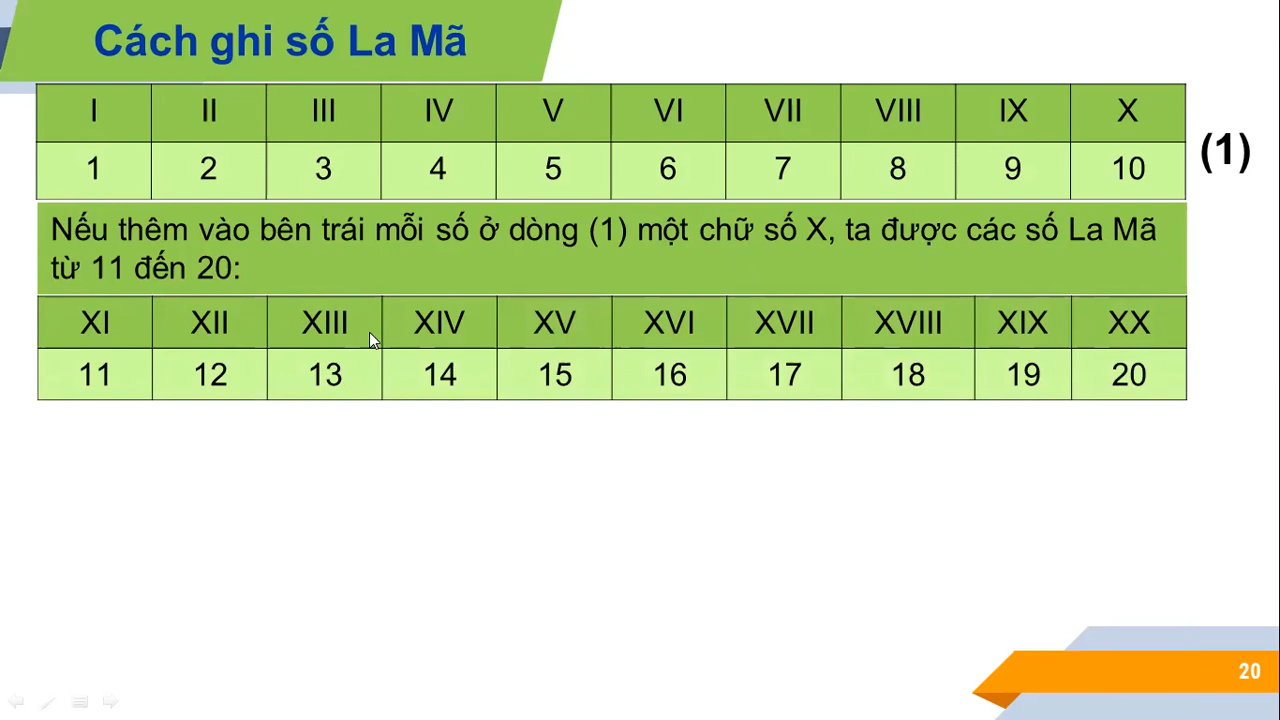 Cách ghi số La Mã
I II III IV V VI VII VIII IX X
1 2 3 4 5 6 7 8 9 10
(1)
Nếu thêm vào bên trái mỗi số ở dòng (1) một chữ số X, ta được các số La Mã
từ 11 đến 20:
XI XII XIII XIV XV XVI XVII XVIII XIX XX
11 12 13 14 15 16 17 18 19 20
20